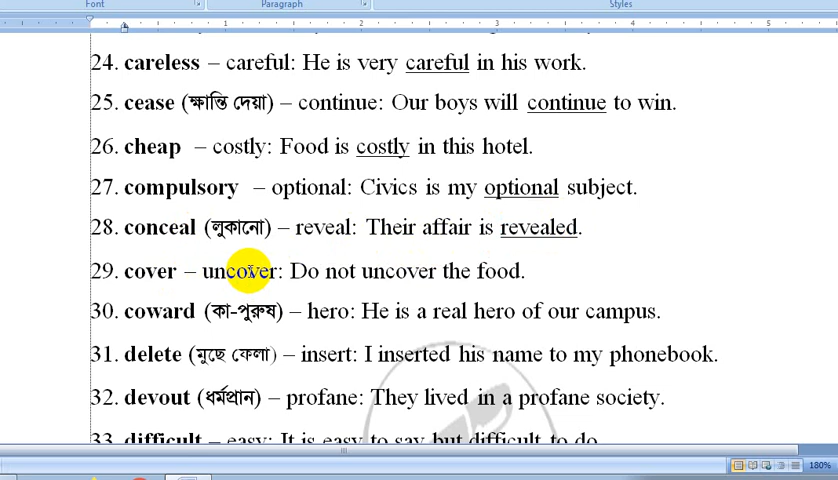 Font Paragraph Styles
1 2 3 4 5
24. careless – careful: He is very careful in his work.
25. cease (ক্ষান্তি দেয়া) – continue: Our boys will continue to win.
26. cheap – costly: Food is costly in this hotel.
27. compulsory – optional: Civics is my optional subject.
28. conceal (লুকানো) – reveal: Their affair is revealed.
29. cover – uncover: Do not uncover the food.
30. coward (কা-পুরুষ) – hero: He is a real hero of our campus.
31. delete (মুছে ফেলা) – insert: I inserted his name to my phonebook.
32. devout (ধর্মপ্রান) – profane: They lived in a profane society.
33. difficult – easy: It is easy to say but difficult to do.
180%